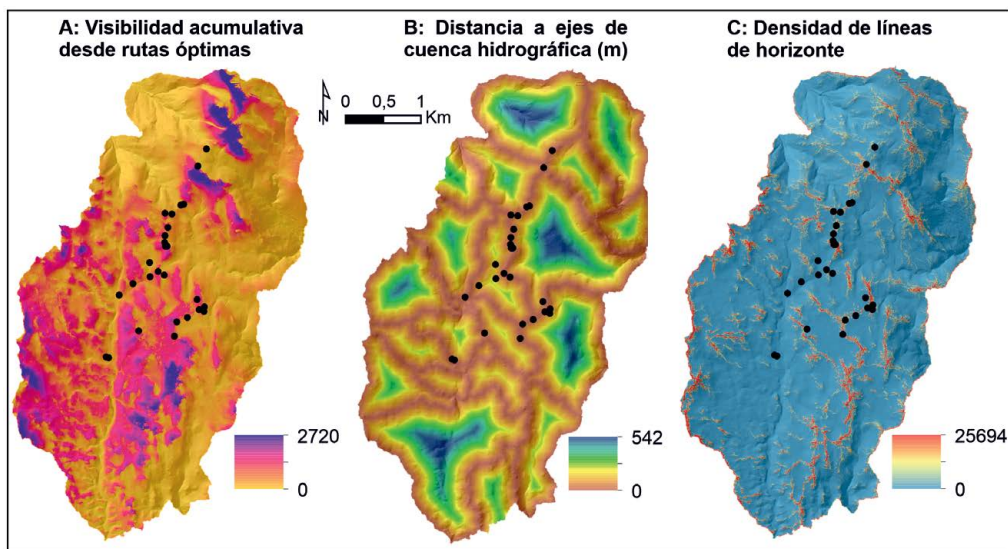 A: Visibilidad acumulativa
desde rutas óptimas
B: Distancia a ejes de
cuenca hidrográfica (m)
C: Densidad de líneas
de horizonte
N
0 0,5 1
Km
2720
0
542
0
25694
0